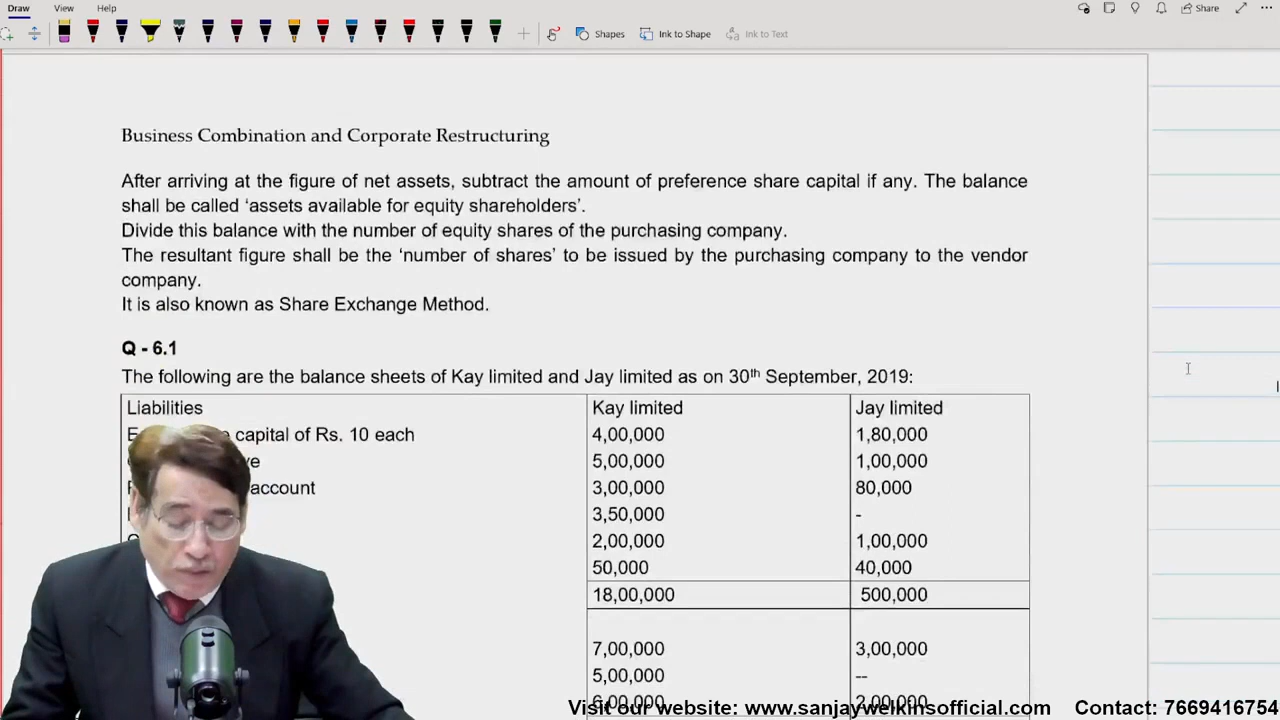 Draw View Help
Share
Shapes Ink to Shape Ink to Text
Business Combination and Corporate Restructuring
After arriving at the figure of net assets, subtract the amount of preference share capital if any. The balance
shall be called ‘assets available for equity shareholders’.
Divide this balance with the number of equity shares of the purchasing company.
The resultant figure shall be the ‘number of shares’ to be issued by the purchasing company to the vendor
company.
It is also known as Share Exchange Method.
Q - 6.1
The following are the balance sheets of Kay limited and Jay limited as on 30th September, 2019:
Liabilities Kay limited Jay limited
capital of Rs. 10 each 4,00,000 1,80,000
5,00,000 1,00,000
account 3,00,000 80,000
3,50,000 -
2,00,000 1,00,000
50,000 40,000
18,00,000 500,000
7,00,000 3,00,000
5,00,000 --
6,00,000 2,00,000
Visit our website: www.sanjaywelkinsofficial.com Contact: 7669416754